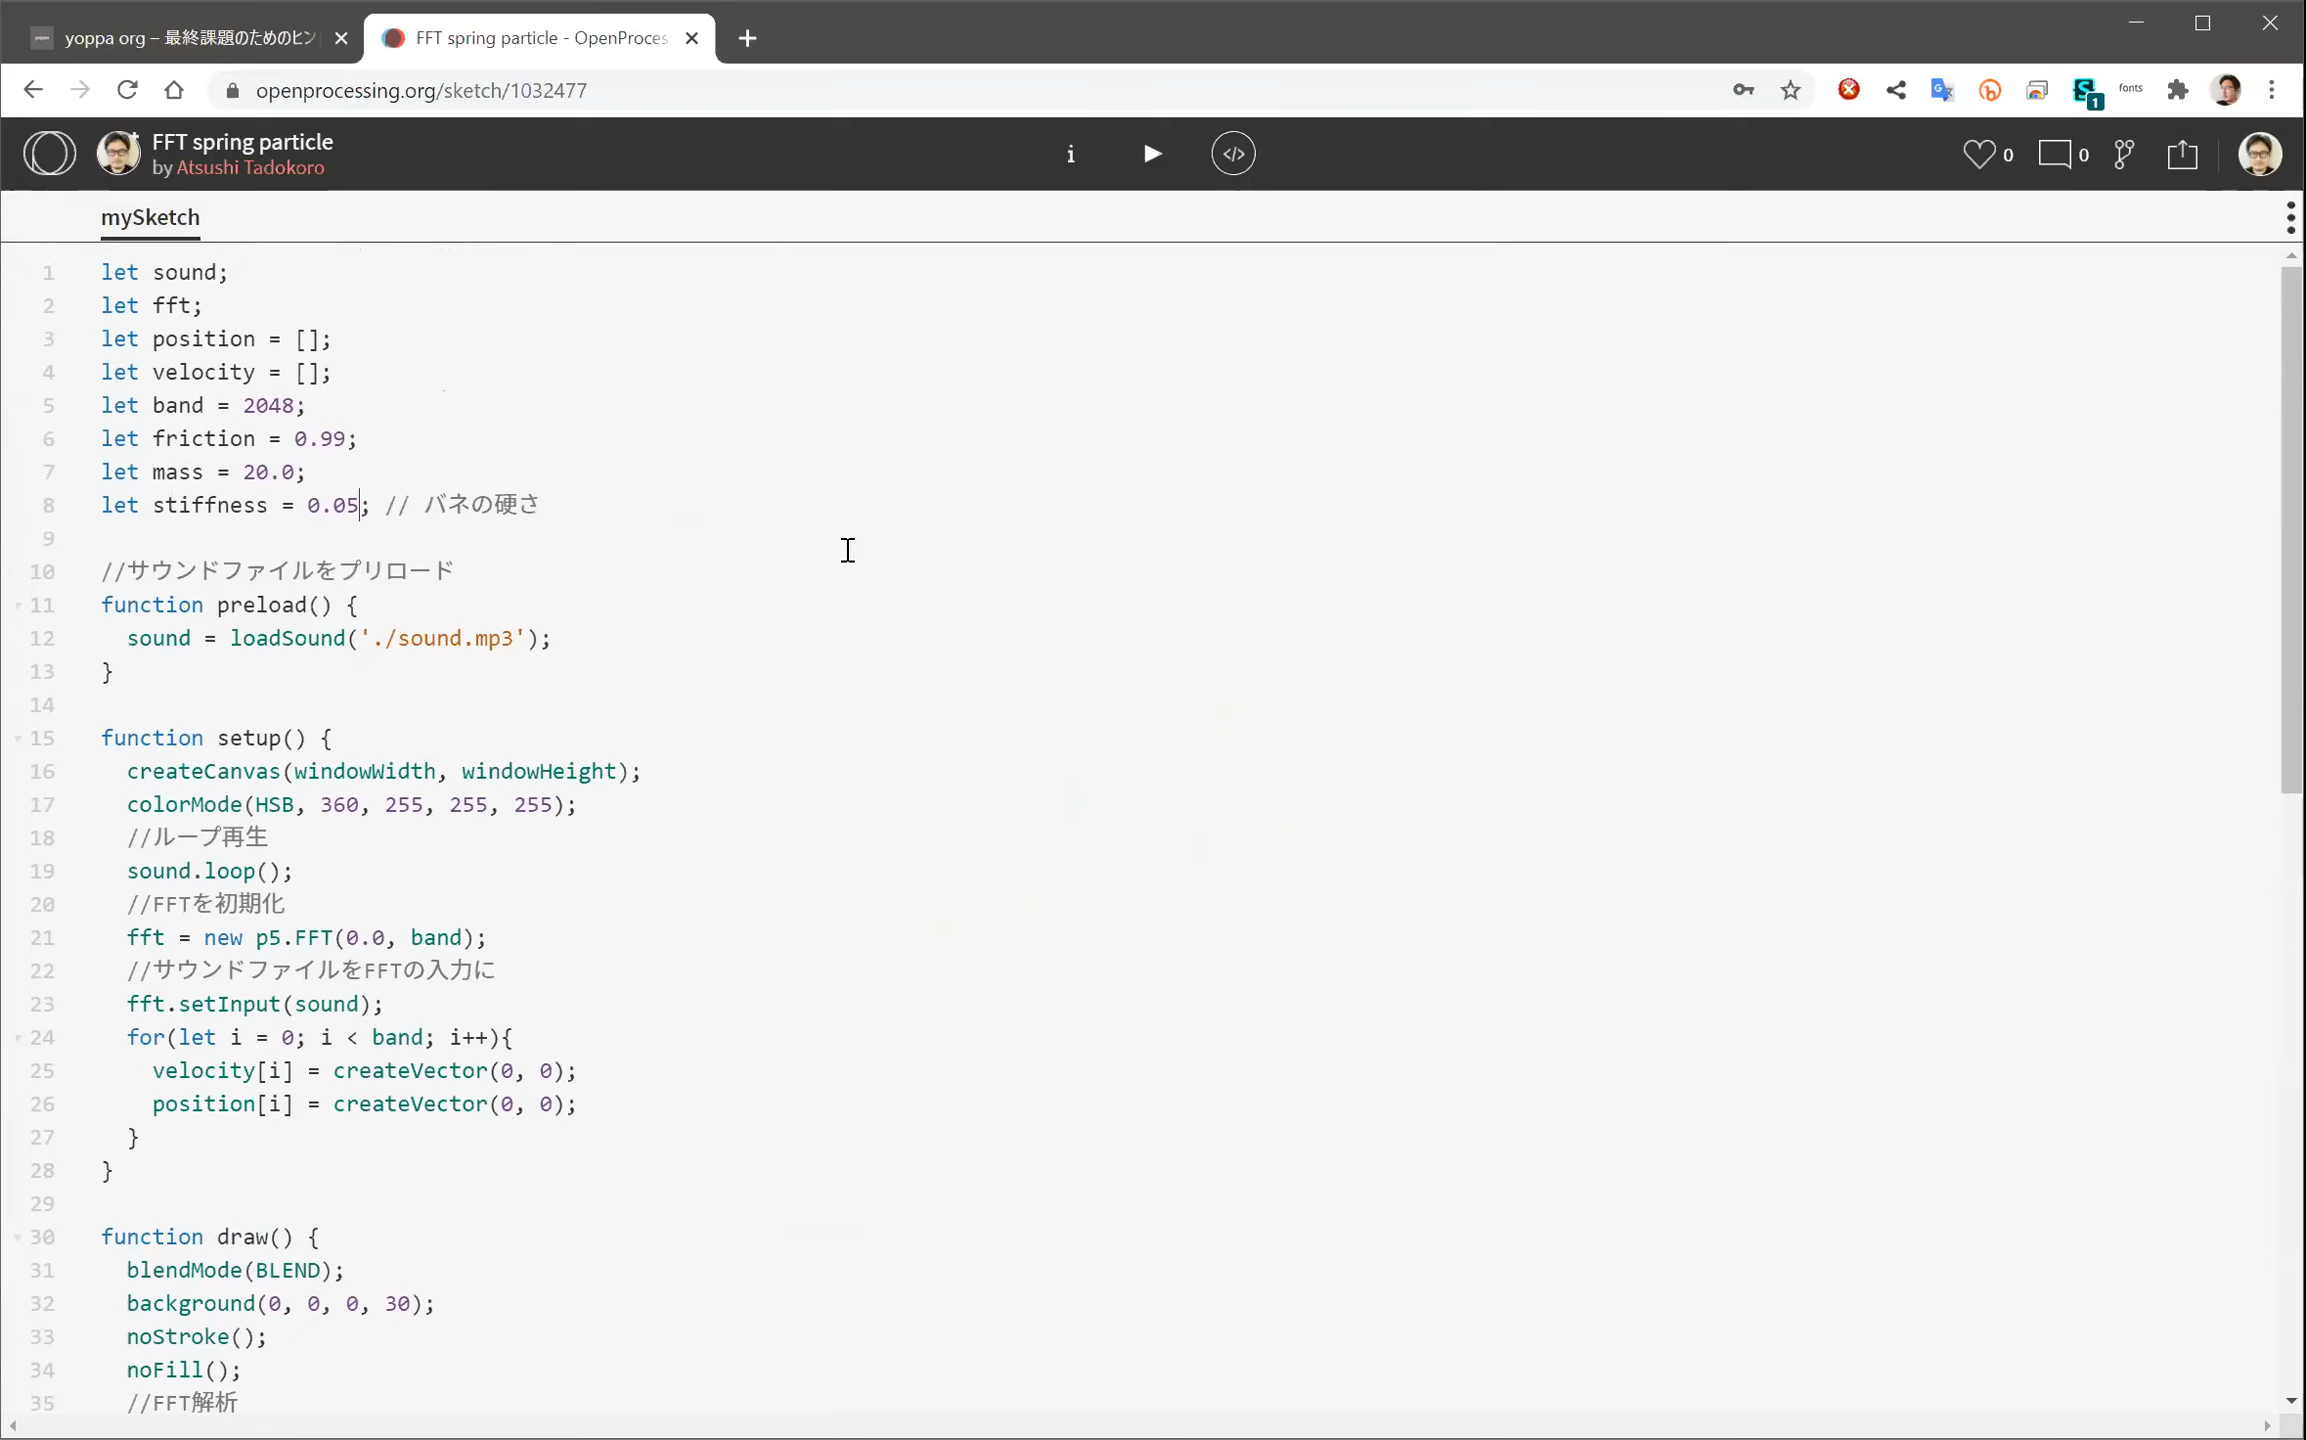 yoppa org – 最終課題のためのヒン
FFT spring particle - OpenProces
openprocessing.org/sketch/1032477
fonts
1
FFT spring particle
by Atsushi Tadokoro
i
</>
0
0
mySketch
1 let sound;
2 let fft;
3 let position = [];
4 let velocity = [];
5 let band = 2048;
6 let friction = 0.99;
7 let mass = 20.0;
8 let stiffness = 0.05; // バネの硬さ
9
10 //サウンドファイルをプリロード
11 function preload() {
12 sound = loadSound('./sound.mp3');
13 }
14
15 function setup() {
16 createCanvas(windowWidth, windowHeight);
17 colorMode(HSB, 360, 255, 255, 255);
18 //ループ再生
19 sound.loop();
20 //FFTを初期化
21 fft = new p5.FFT(0.0, band);
22 //サウンドファイルをFFTの入力に
23 fft.setInput(sound);
24 for(let i = 0; i < band; i++){
25 velocity[i] = createVector(0, 0);
26 position[i] = createVector(0, 0);
27 }
28 }
29
30 function draw() {
31 blendMode(BLEND);
32 background(0, 0, 0, 30);
33 noStroke();
34 noFill();
35 //FFT解析